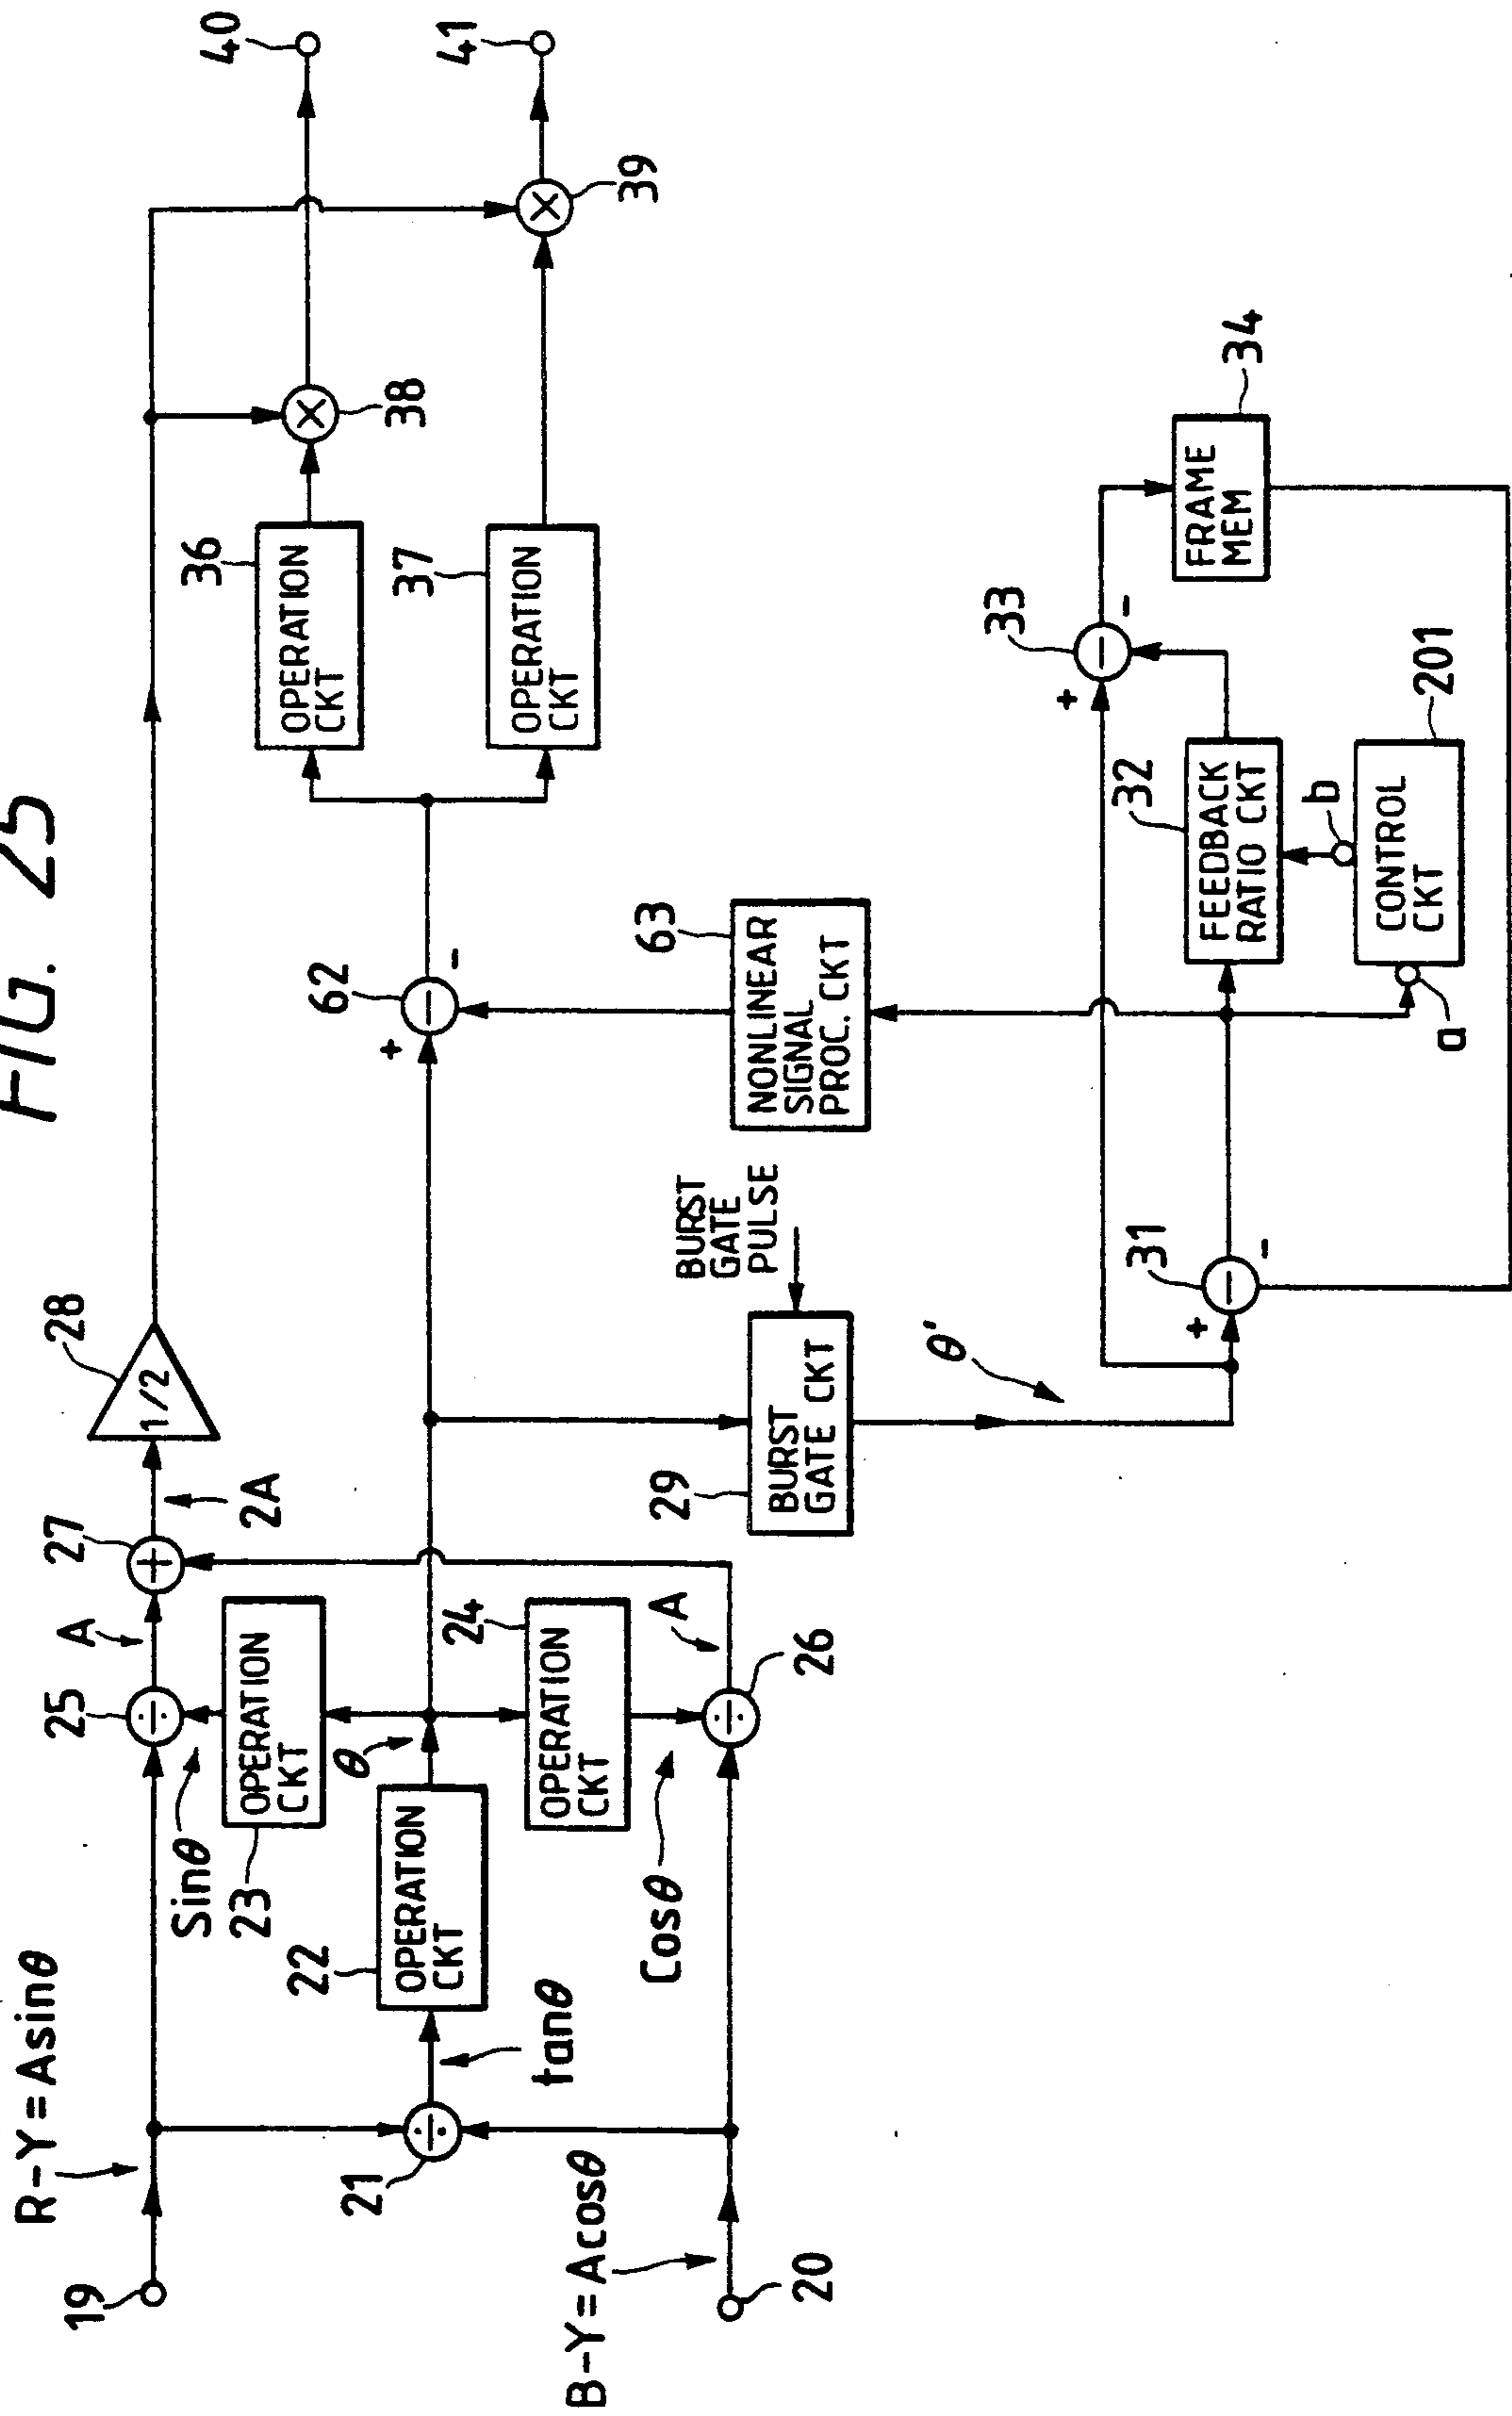 FIG. 25
19
R-Y=Asinθ
20
B-Y=Acosθ
21
tanθ
22
OPERATION
CKT
θ
Sinθ
23
OPERATION
CKT
24
OPERATION
CKT
Cosθ
25
A
26
A
27
2A
28
1/2
29
BURST
GATE CKT
BURST
GATE
PULSE
θ'
62
+
-
63
NONLINEAR
SIGNAL
PROC. CKT
36
OPERATION
CKT
37
OPERATION
CKT
38
39
40
41
31
+
-
32
FEEDBACK
RATIO CKT
33
+
-
34
FRAME
MEM
201
CONTROL
CKT
a
b